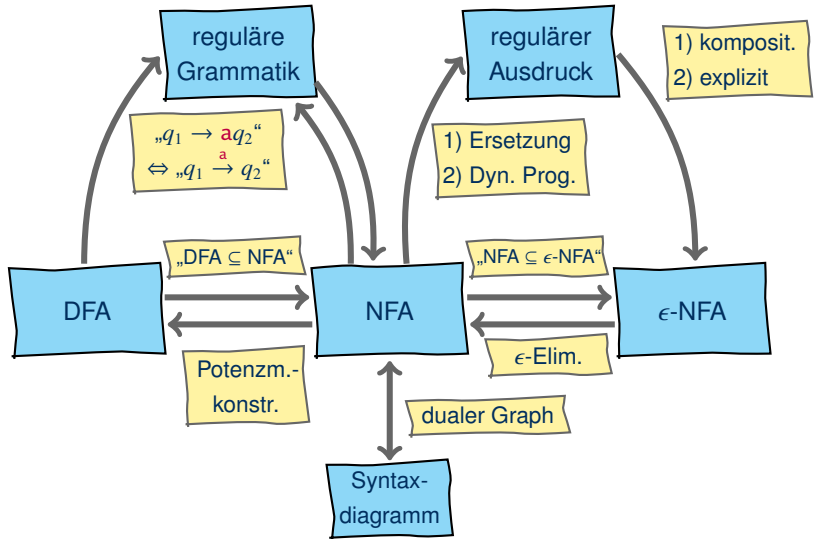 reguläre
Grammatik
regulärer
Ausdruck
1) komposit.
2) explizit
„q₁ → aq₂“
a
⇔ „q₁ → q₂“
1) Ersetzung
2) Dyn. Prog.
„DFA ⊆ NFA“
„NFA ⊆ ϵ-NFA“
DFA
NFA
ϵ-NFA
Potenzm.-
konstr.
ϵ-Elim.
dualer Graph
Syntax-
diagramm